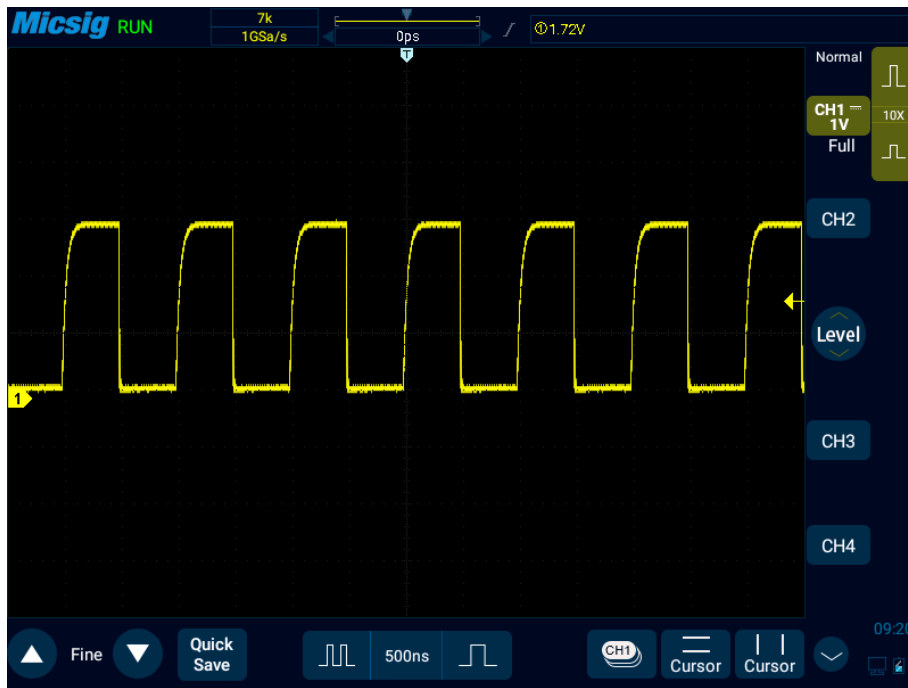 Micsig RUN
7k
1GSa/s
0ps
①1.72V
T
Normal
CH1
1V
10X
Full
CH2
1
Level
CH3
CH4
Fine
Quick
Save
500ns
CH1
Cursor
Cursor